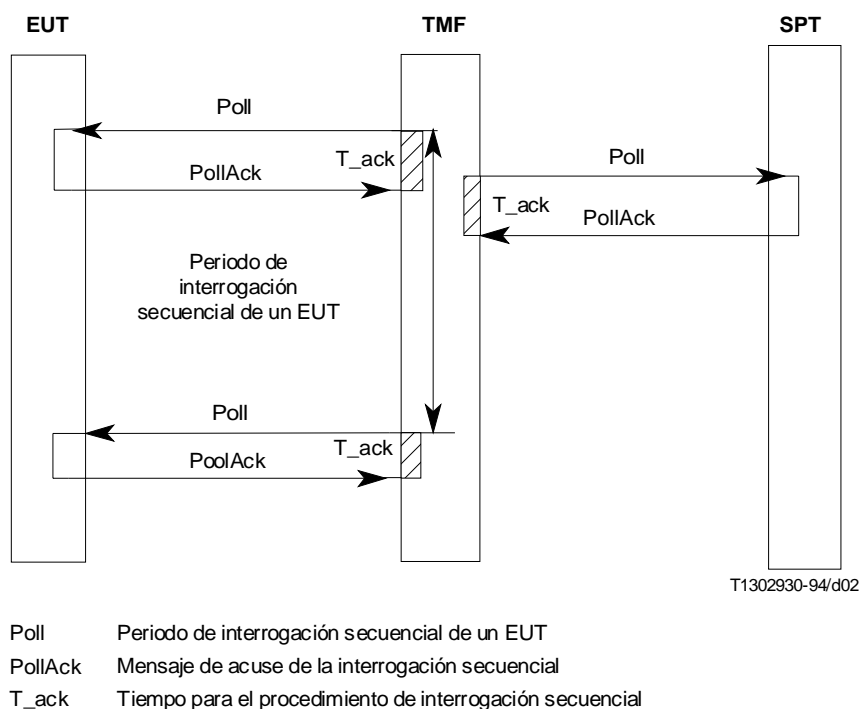 EUT TMF SPT
Poll
T_ack
PollAck
Poll
T_ack
PollAck
Periodo de
interrogación
secuencial de un EUT
Poll
T_ack
PoolAck
T1302930-94/d02
Poll Periodo de interrogación secuencial de un EUT
PollAck Mensaje de acuse de la interrogación secuencial
T_ack Tiempo para el procedimiento de interrogación secuencial